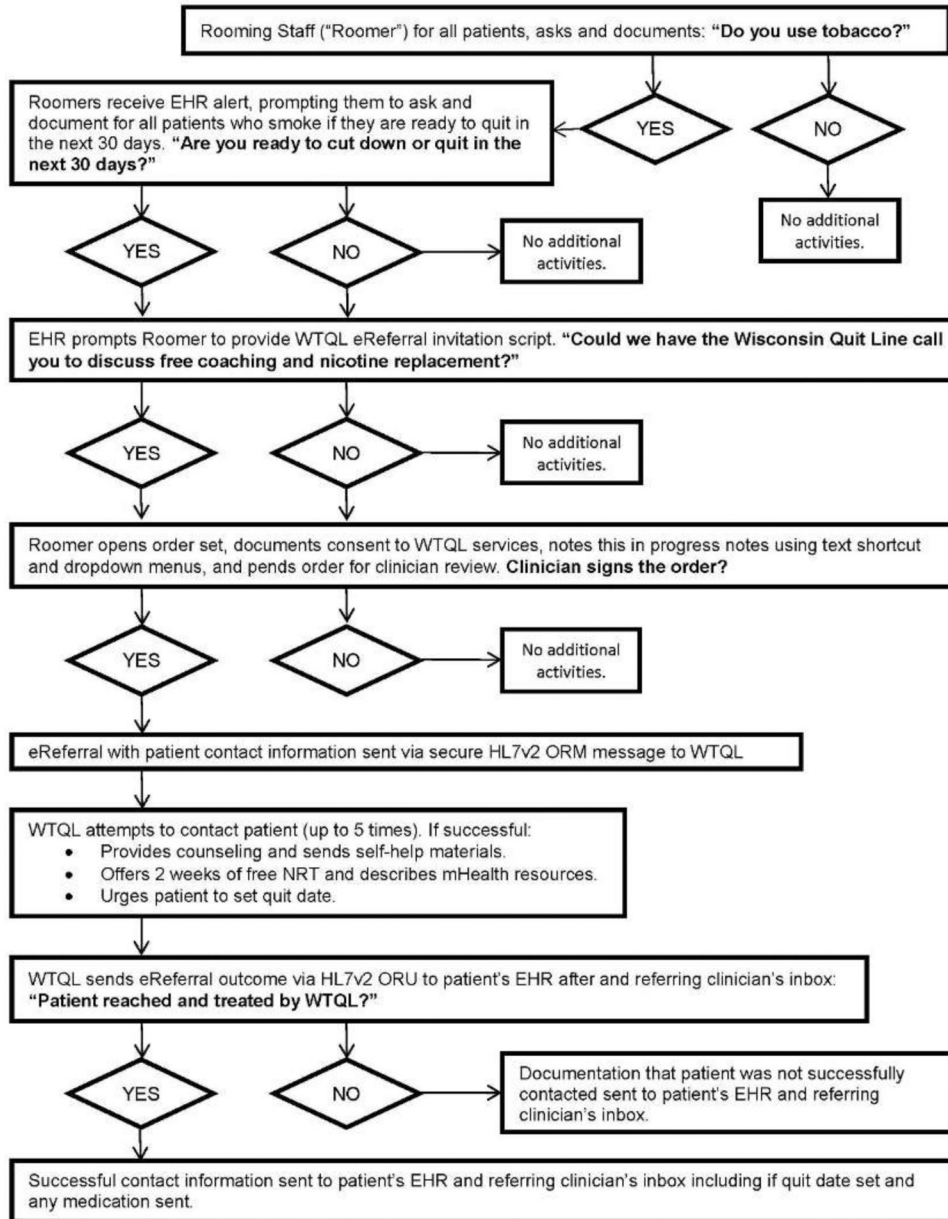 Rooming Staff (“Roomer”) for all patients, asks and documents: “Do you use tobacco?”
Roomers receive EHR alert, prompting them to ask and
document for all patients who smoke if they are ready to quit in
the next 30 days. “Are you ready to cut down or quit in the
next 30 days?”
YES
NO
No additional
activities.
YES
NO
No additional
activities.
EHR prompts Roomer to provide WTQL eReferral invitation script. “Could we have the Wisconsin Quit Line call
you to discuss free coaching and nicotine replacement?”
YES
NO
No additional
activities.
Roomer opens order set, documents consent to WTQL services, notes this in progress notes using text shortcut
and dropdown menus, and pends order for clinician review. Clinician signs the order?
YES
NO
No additional
activities.
eReferral with patient contact information sent via secure HL7v2 ORM message to WTQL
WTQL attempts to contact patient (up to 5 times). If successful:
• Provides counseling and sends self-help materials.
• Offers 2 weeks of free NRT and describes mHealth resources.
• Urges patient to set quit date.
WTQL sends eReferral outcome via HL7v2 ORU to patient’s EHR after and referring clinician’s inbox:
“Patient reached and treated by WTQL?”
YES
NO
Documentation that patient was not successfully
contacted sent to patient’s EHR and referring
clinician’s inbox.
Successful contact information sent to patient’s EHR and referring clinician’s inbox including if quit date set and
any medication sent.